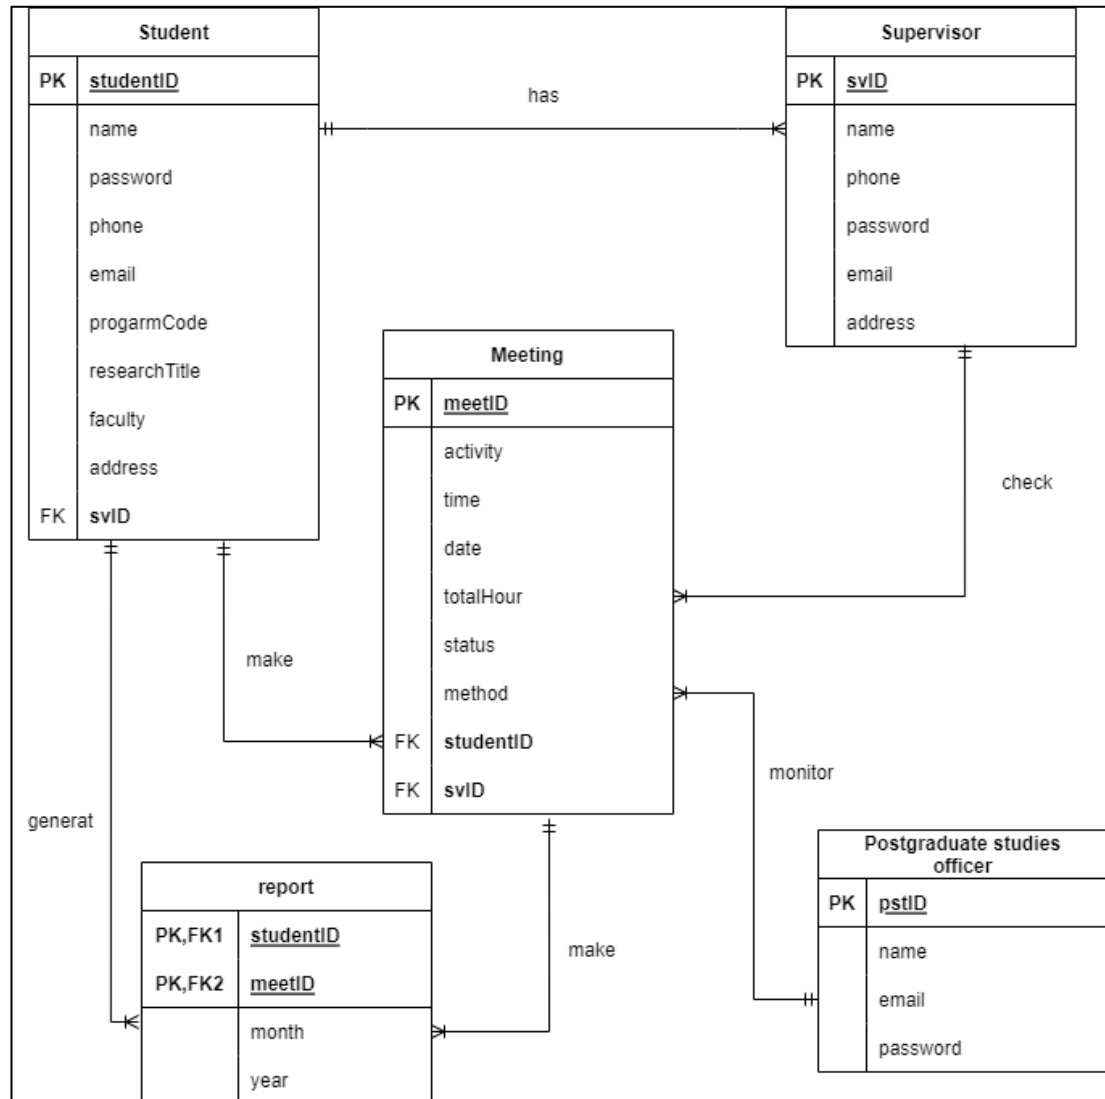 Student
PK studentID
name
password
phone
email
progarmCode
researchTitle
faculty
address
FK svID
has
Supervisor
PK svID
name
phone
password
email
address
Meeting
PK meetID
activity
time
date
totalHour
status
method
FK studentID
FK svID
check
make
monitor
generat
report
PK,FK1 studentID
PK,FK2 meetID
month
year
make
Postgraduate studies
officer
PK pstID
name
email
password